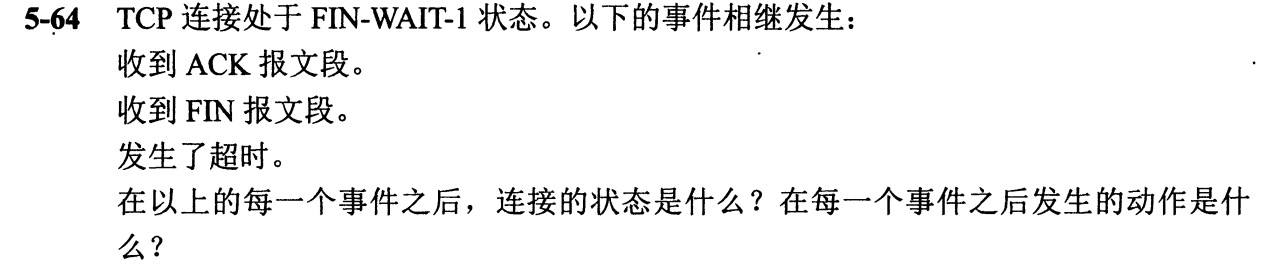 5-64 TCP 连接处于 FIN-WAIT-1 状态。以下的事件相继发生：
收到 ACK 报文段。
收到 FIN 报文段。
发生了超时。
在以上的每一个事件之后，连接的状态是什么？在每一个事件之后发生的动作是什
么？